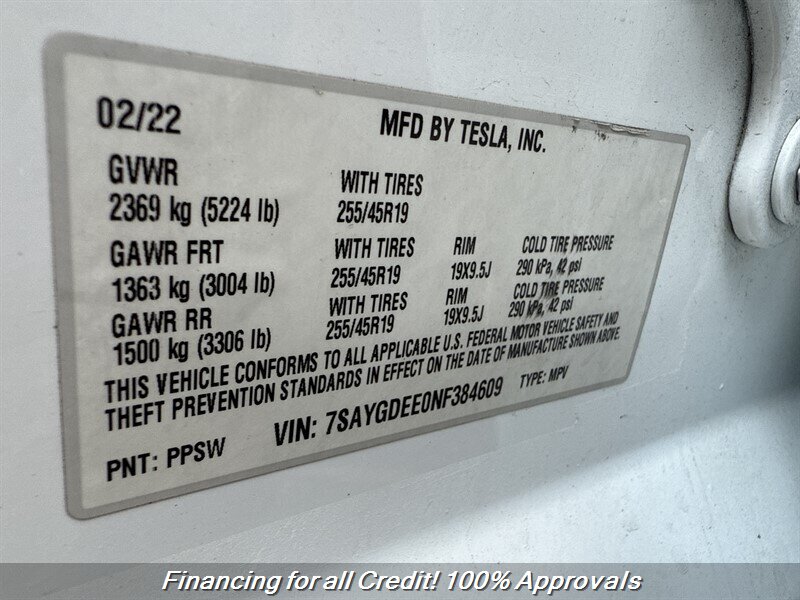 02/22 MFD BY TESLA, INC.
GVWR WITH TIRES
2369 kg (5224 lb) 255/45R19
GAWR FRT WITH TIRES RIM COLD TIRE PRESSURE
1363 kg (3004 lb) 255/45R19 19X9.5J 290 kPa, 42 psi
GAWR RR WITH TIRES RIM COLD TIRE PRESSURE
1500 kg (3306 lb) 255/45R19 19X9.5J 290 kPa, 42 psi
THIS VEHICLE CONFORMS TO ALL APPLICABLE U.S. FEDERAL MOTOR VEHICLE SAFETY AND
THEFT PREVENTION STANDARDS IN EFFECT ON THE DATE OF MANUFACTURE SHOWN ABOVE.
PNT: PPSW VIN: 7SAYGDEE0NF384609 TYPE: MPV
Financing for all Credit! 100% Approvals